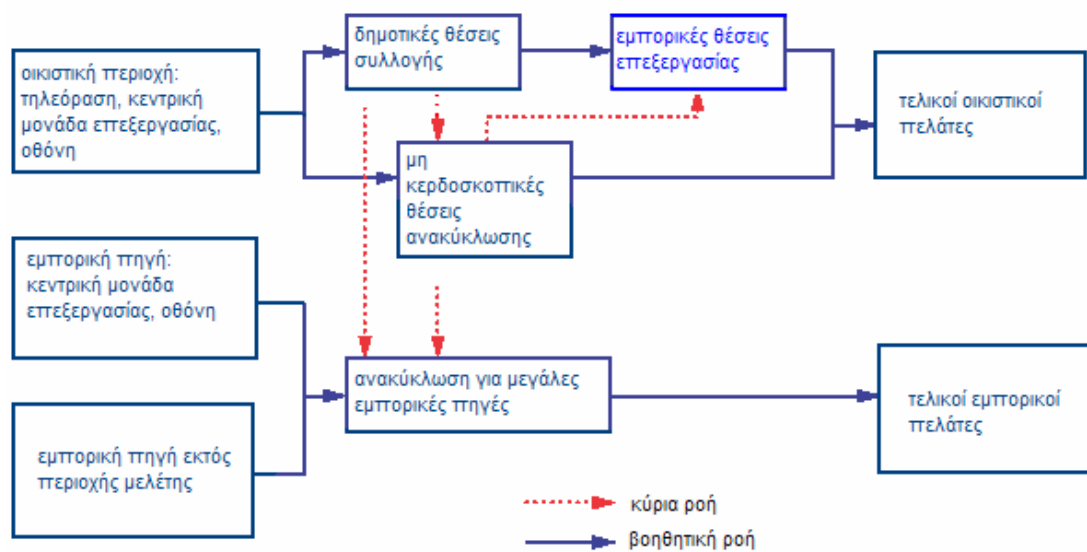 οικιστική περιοχή:
τηλεόραση, κεντρική
μονάδα επεξεργασίας,
οθόνη
δημοτικές θέσεις
συλλογής
εμπορικές θέσεις
επεξεργασίας
τελικοί οικιστικοί
πελάτες
μη
κερδοσκοπικές
θέσεις
ανακύκλωσης
εμπορική πηγή:
κεντρική μονάδα
επεξεργασίας, οθόνη
ανακύκλωση για μεγάλες
εμπορικές πηγές
τελικοί εμπορικοί
πελάτες
εμπορική πηγή εκτός
περιοχής μελέτης
κύρια ροή
βοηθητική ροή